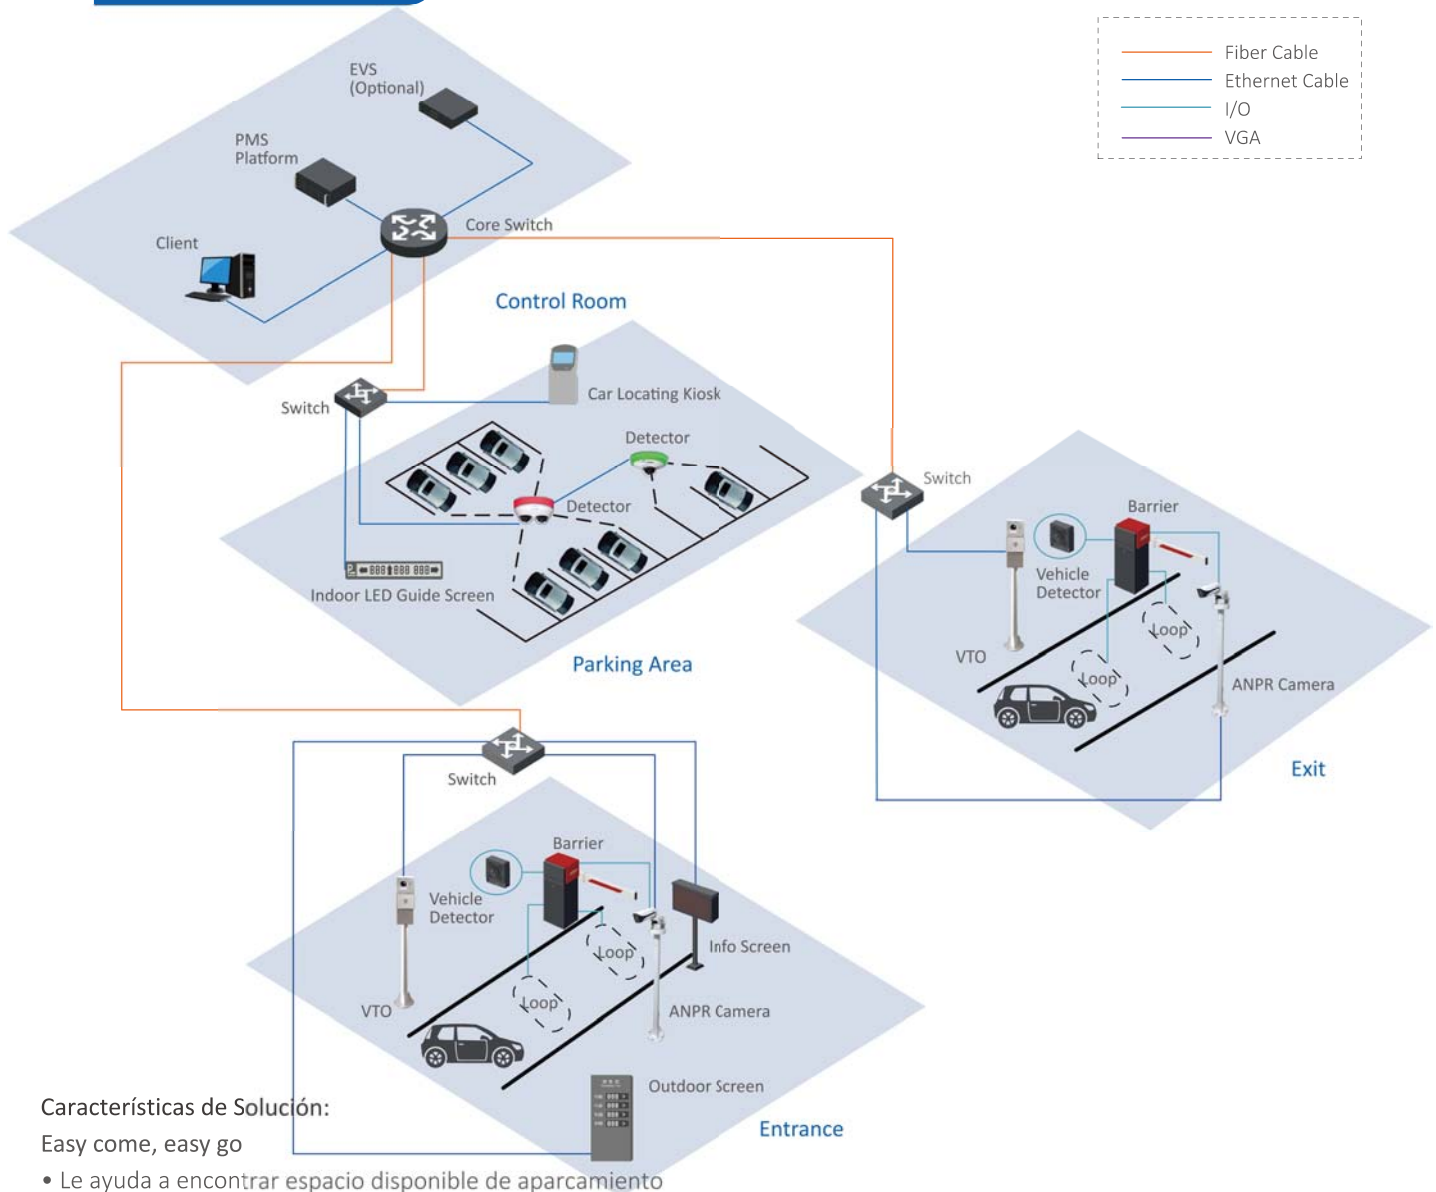 Fiber Cable
Ethernet Cable
I/O
VGA
EVS
(Optional)
PMS
Platform
Core Switch
Client
Control Room
Switch
Car Locating Kiosk
Detector
Detector
Indoor LED Guide Screen
Parking Area
Switch
Barrier
Vehicle
Detector
Loop
Loop
VTO
ANPR Camera
Exit
Switch
Barrier
Vehicle
Detector
Loop
Loop
Info Screen
VTO
ANPR Camera
Outdoor Screen
Entrance
Características de Solución:
Easy come, easy go
• Le ayuda a encontrar espacio disponible de aparcamiento